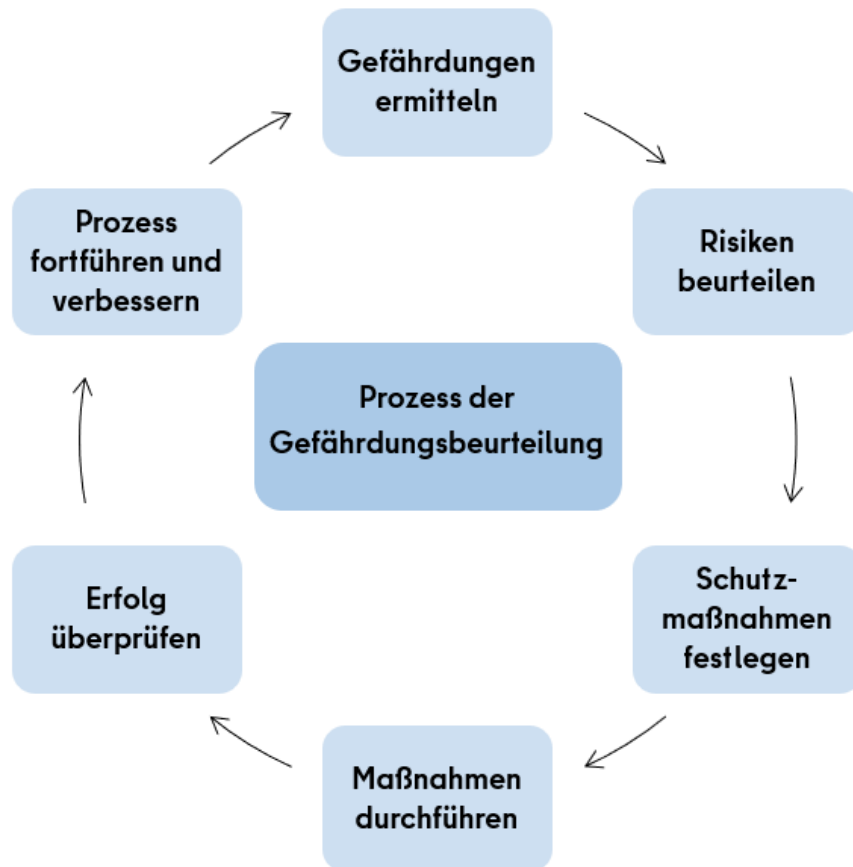 Gefährdungen
ermitteln
Risiken
beurteilen
Schutz-
maßnahmen
festlegen
Maßnahmen
durchführen
Erfolg
überprüfen
Prozess
fortführen und
verbessern
Prozess der
Gefährdungsbeurteilung